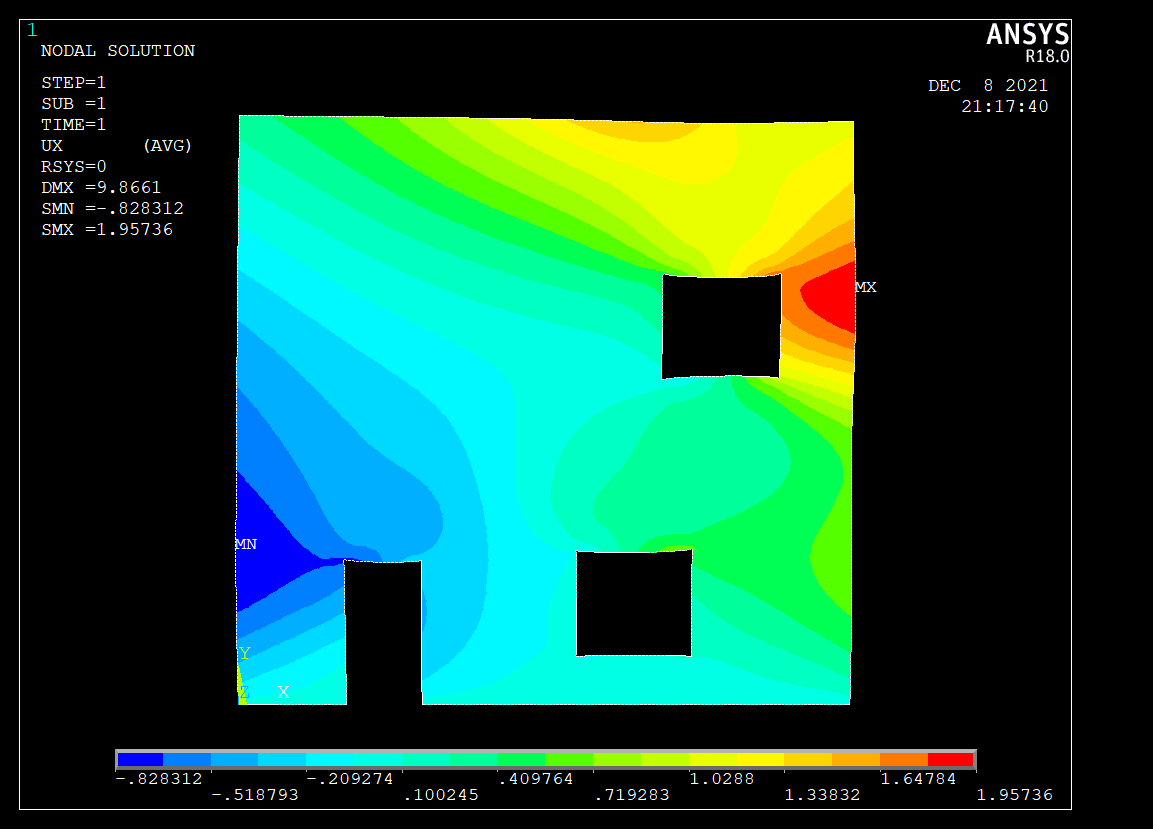 1
NODAL SOLUTION
STEP=1
SUB =1
TIME=1
UX (AVG)
RSYS=0
DMX =9.8661
SMN =-.828312
SMX =1.95736
ANSYS
R18.0
DEC 8 2021
21:17:40
MX
MN
Y
Z X
-.828312 -.209274 .409764 1.0288 1.64784
-.518793 .100245 .719283 1.33832 1.95736